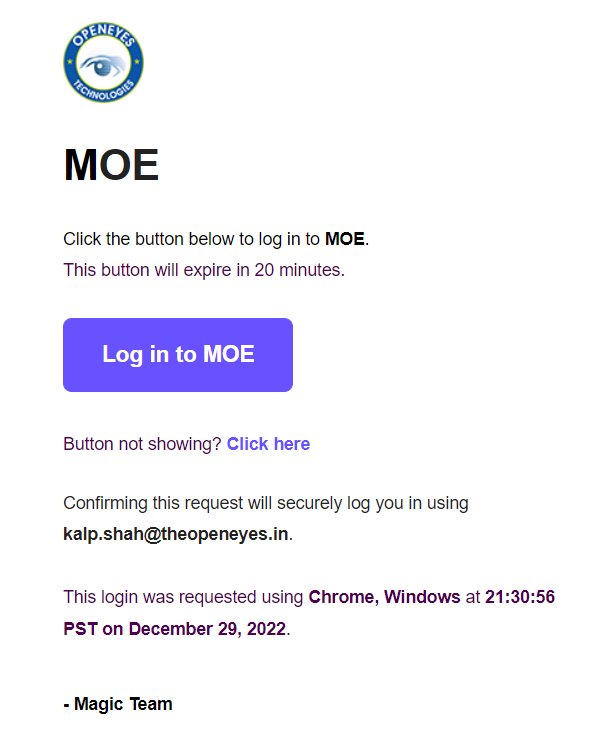 OPENEYES
TECHNOLOGIES
MOE
Click the button below to log in to MOE.
This button will expire in 20 minutes.
Log in to MOE
Button not showing? Click here
Confirming this request will securely log you in using
kalp.shah@theopeneyes.in.
This login was requested using Chrome, Windows at 21:30:56
PST on December 29, 2022.
- Magic Team